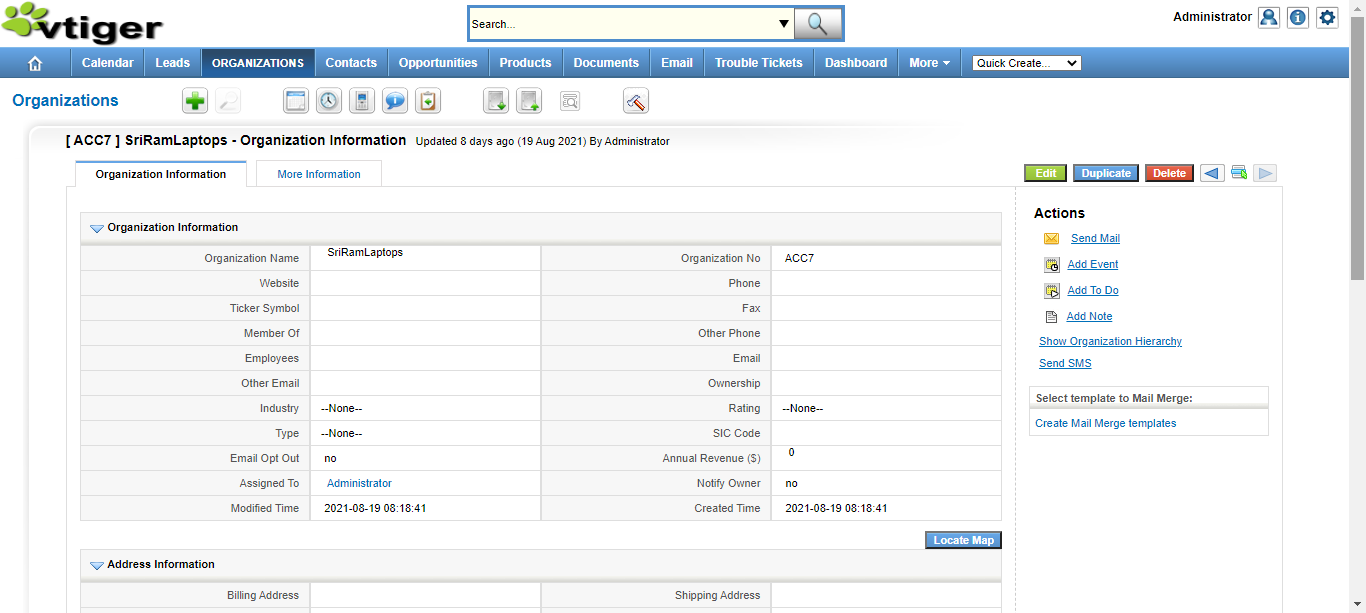 vtiger
Search...
Administrator
Calendar Leads ORGANIZATIONS Contacts Opportunities Products Documents Email Trouble Tickets Dashboard More Quick Create...
Organizations
[ ACC7 ] SriRamLaptops - Organization Information Updated 8 days ago (19 Aug 2021) By Administrator
Organization Information More Information
Edit Duplicate Delete
Actions
Send Mail
Add Event
Add To Do
Add Note
Show Organization Hierarchy
Send SMS
Select template to Mail Merge:
Create Mail Merge templates
Organization Information
Organization Name SriRamLaptops Organization No ACC7
Website Phone
Ticker Symbol Fax
Member Of Other Phone
Employees Email
Other Email Ownership
Industry --None-- Rating --None--
Type --None-- SIC Code
Email Opt Out no Annual Revenue ($) 0
Assigned To Administrator Notify Owner no
Modified Time 2021-08-19 08:18:41 Created Time 2021-08-19 08:18:41
Locate Map
Address Information
Billing Address Shipping Address